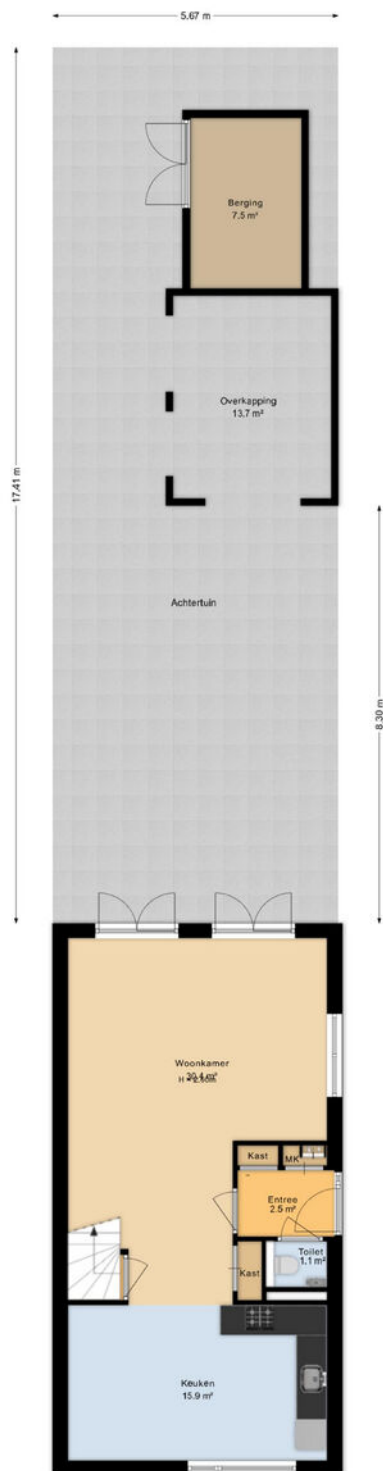 5.67 m
Berging
7.5 m²
Overkapping
13.7 m²
17.41 m
Achtertuin
8.30 m
Woonkamer
30.4 m²
Kast
MK
Entree
2.5 m²
Toilet
1.1 m²
Kast
Keuken
15.9 m²